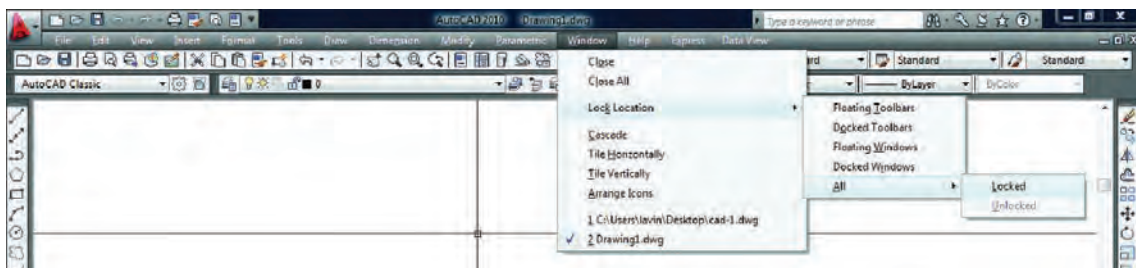 AutoCAD 2010 Drawing1.dwg Type a keyword or phrase
File Edit View Insert Format Tools Draw Dimension Modify Parametric Window Help Express Data View
Standard Standard
AutoCAD Classic 0 ByLayer ByColor
Close
Close All
Lock Location
Cascade
Tile Horizontally
Tile Vertically
Arrange Icons
1 C:\Users\lavin\Desktop\cad-1.dwg
2 Drawing1.dwg
Floating Toolbars
Docked Toolbars
Floating Windows
Docked Windows
All
Locked
Unlocked